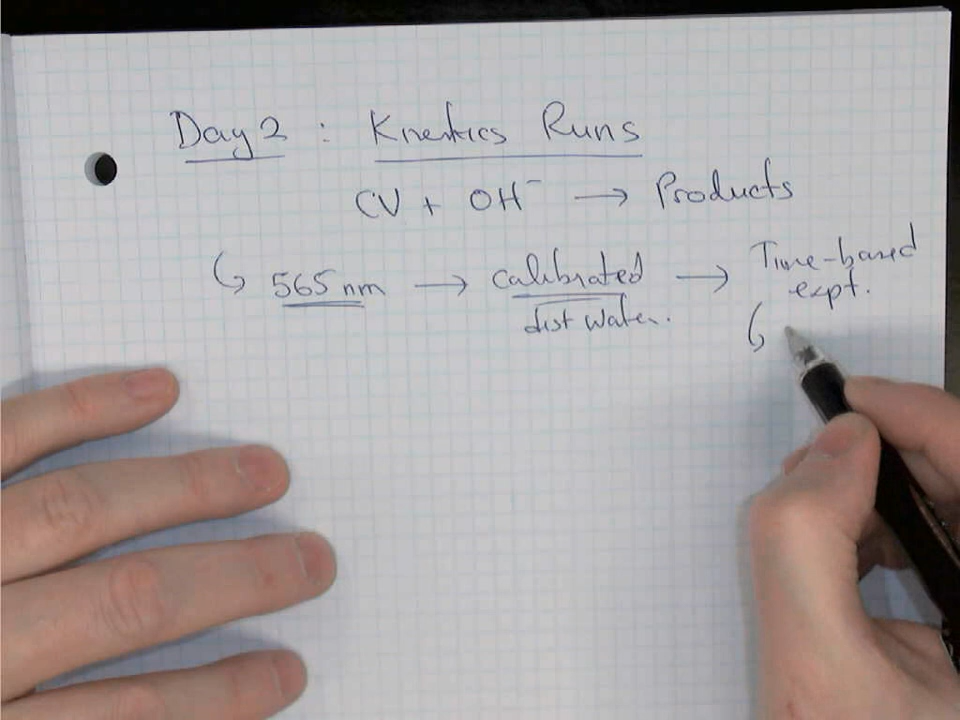 Day 2 : Kinetics Runs
CV + OH⁻ → Products
↳ 565 nm → calibrated → Time-based
dist water. expt.